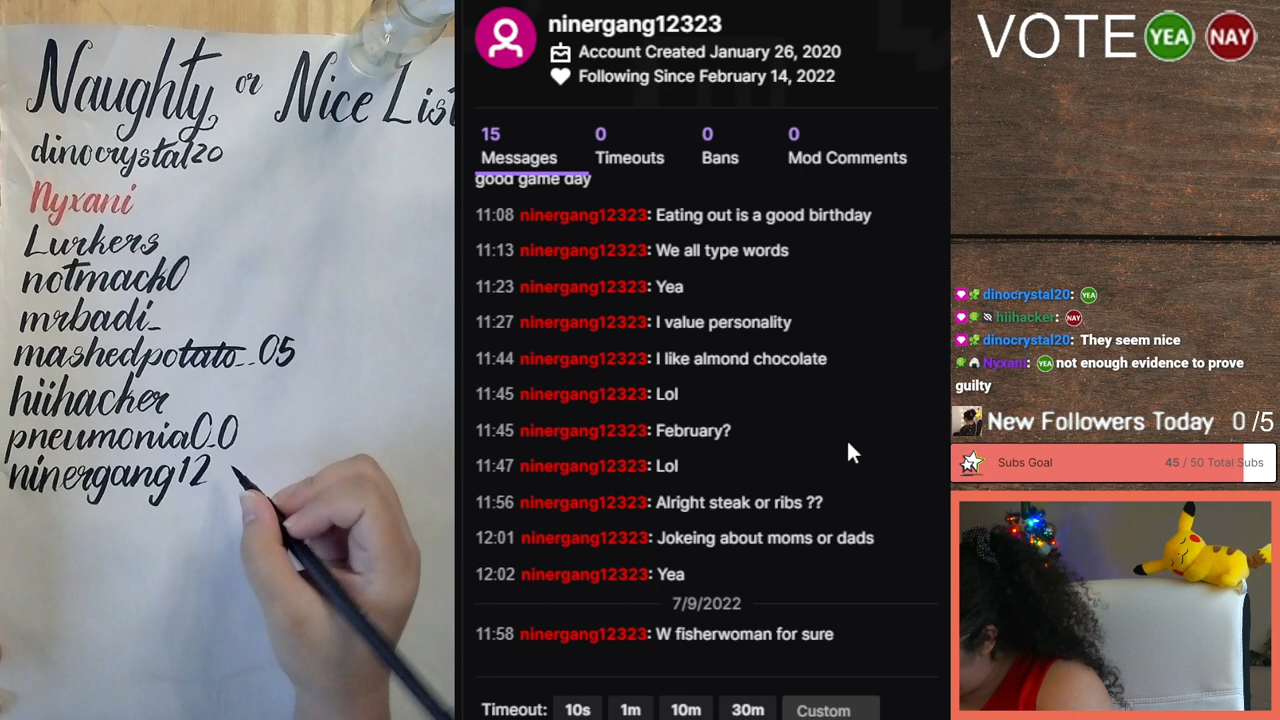 Naughty or Nice List
dinocrystal20
Nyxani
Lurkers
notmack0
mrbadi_
mashedpotato_05
hiihacker
pneumonia0_0
ninergang12
ninergang12323
Account Created January 26, 2020
Following Since February 14, 2022
15 0 0 0
Messages Timeouts Bans Mod Comments
good game day
11:08 ninergang12323: Eating out is a good birthday
11:13 ninergang12323: We all type words
11:23 ninergang12323: Yea
11:27 ninergang12323: I value personality
11:44 ninergang12323: I like almond chocolate
11:45 ninergang12323: Lol
11:45 ninergang12323: February?
11:47 ninergang12323: Lol
11:56 ninergang12323: Alright steak or ribs ??
12:01 ninergang12323: Jokeing about moms or dads
12:02 ninergang12323: Yea
7/9/2022
11:58 ninergang12323: W fisherwoman for sure
Timeout: 10s 1m 10m 30m Custom
VOTE YEA NAY
dinocrystal20: YEA
hiihacker: NAY
dinocrystal20: They seem nice
Nyxani: YEA not enough evidence to prove
guilty
New Followers Today 0 /5
Subs Goal 45 / 50 Total Subs